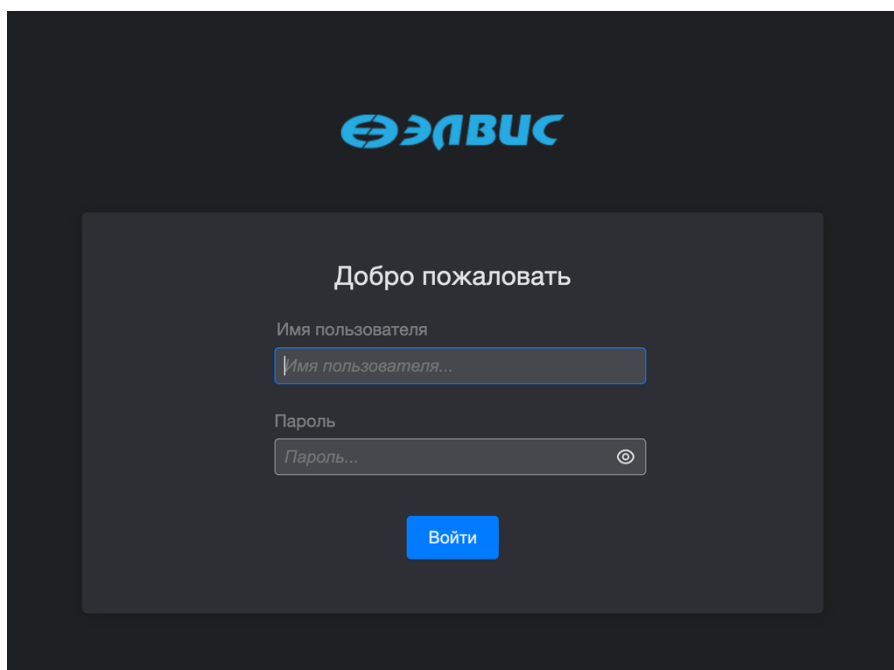 ЭЛВИС
Добро пожаловать
Имя пользователя
Имя пользователя...
Пароль
Пароль...
Войти